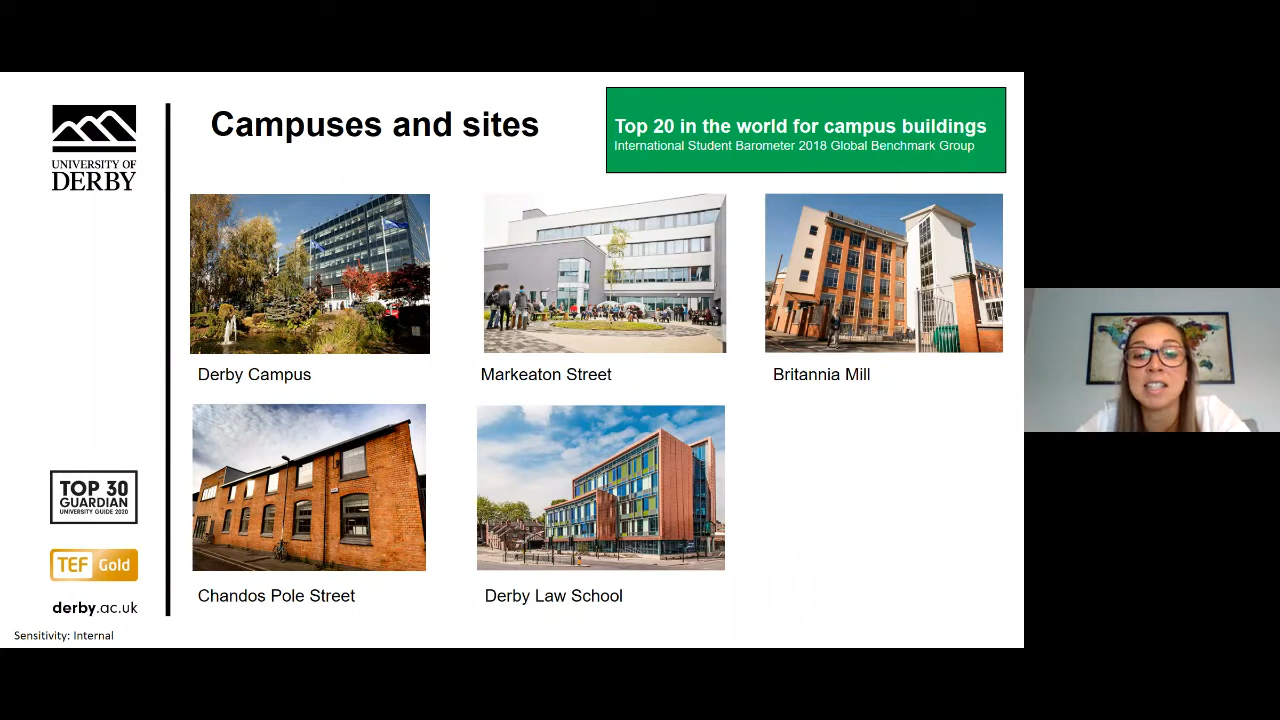 UNIVERSITY OF
DERBY
Campuses and sites
Top 20 in the world for campus buildings
International Student Barometer 2018 Global Benchmark Group
Derby Campus
Markeaton Street
Britannia Mill
Chandos Pole Street
Derby Law School
TOP 30
GUARDIAN
UNIVERSITY GUIDE 2020
TEF Gold
derby.ac.uk
Sensitivity: Internal